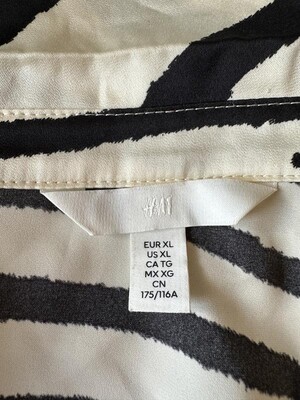 H&M
EUR XL
US XL
CA TG
MX XG
CN
175/116A